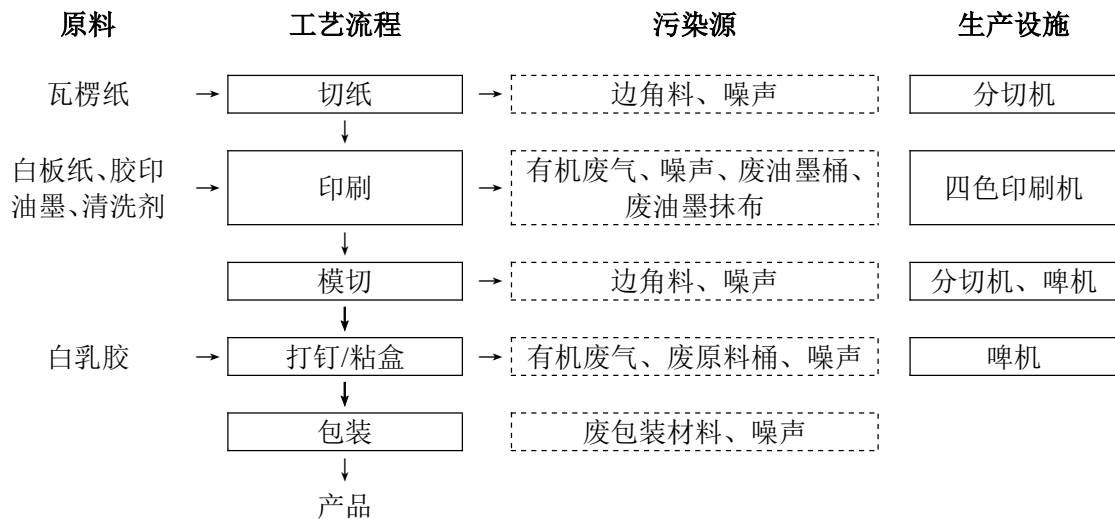 原料 工艺流程 污染源 生产设施
瓦楞纸 切纸 边角料、噪声 分切机
白板纸、胶印
油墨、清洗剂
印刷
有机废气、噪声、废油墨桶、
废油墨抹布
四色印刷机
模切 边角料、噪声 分切机、啤机
白乳胶 打钉/粘盒 有机废气、废原料桶、噪声 啤机
包装 废包装材料、噪声
产品